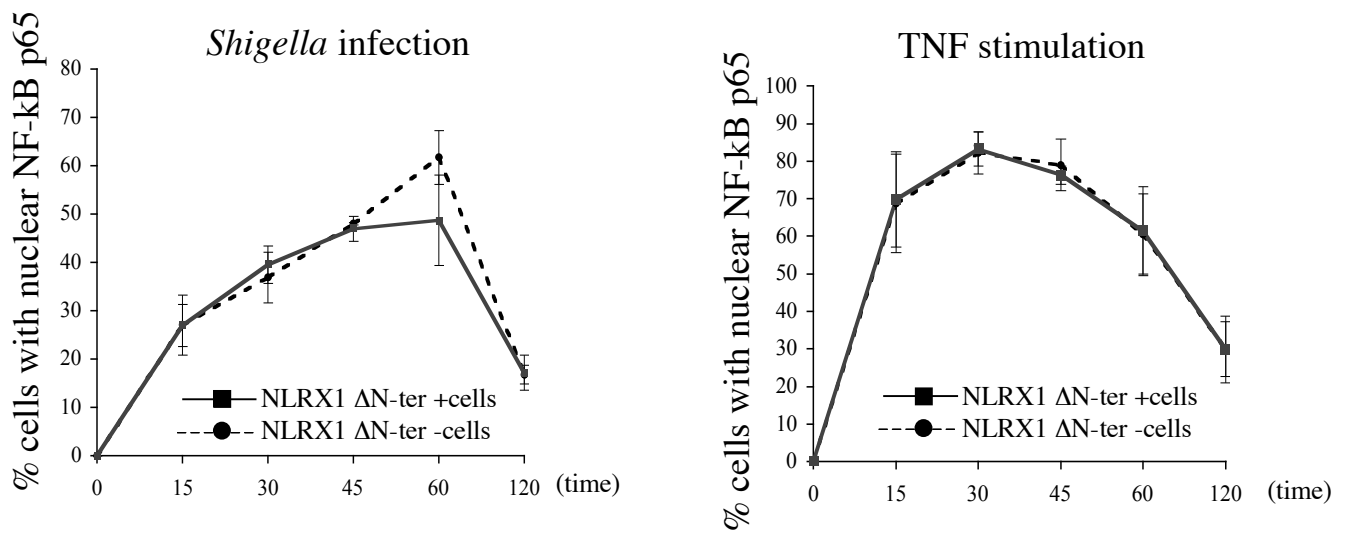 Shigella infection
% cells with nuclear NF-kB p65
80
70
60
50
40
30
20
10
0
NLRX1 ΔN-ter +cells
NLRX1 ΔN-ter -cells
0 15 30 45 60 120 (time)
TNF stimulation
% cells with nuclear NF-kB p65
100
90
80
70
60
50
40
30
20
10
0
NLRX1 ΔN-ter +cells
NLRX1 ΔN-ter -cells
0 15 30 45 60 120 (time)